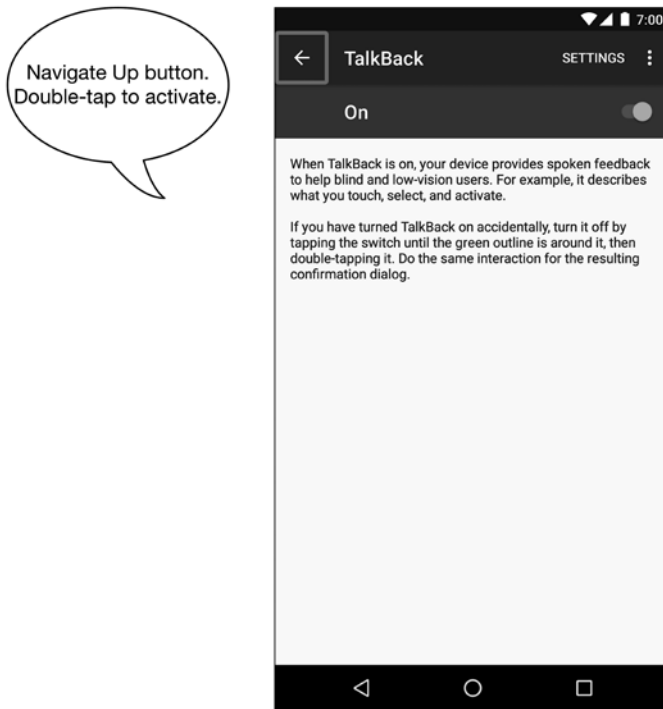 Navigate Up button.
Double-tap to activate.
7:00
TalkBack
SETTINGS
On
When TalkBack is on, your device provides spoken feedback
to help blind and low-vision users. For example, it describes
what you touch, select, and activate.
If you have turned TalkBack on accidentally, turn it off by
tapping the switch until the green outline is around it, then
double-tapping it. Do the same interaction for the resulting
confirmation dialog.